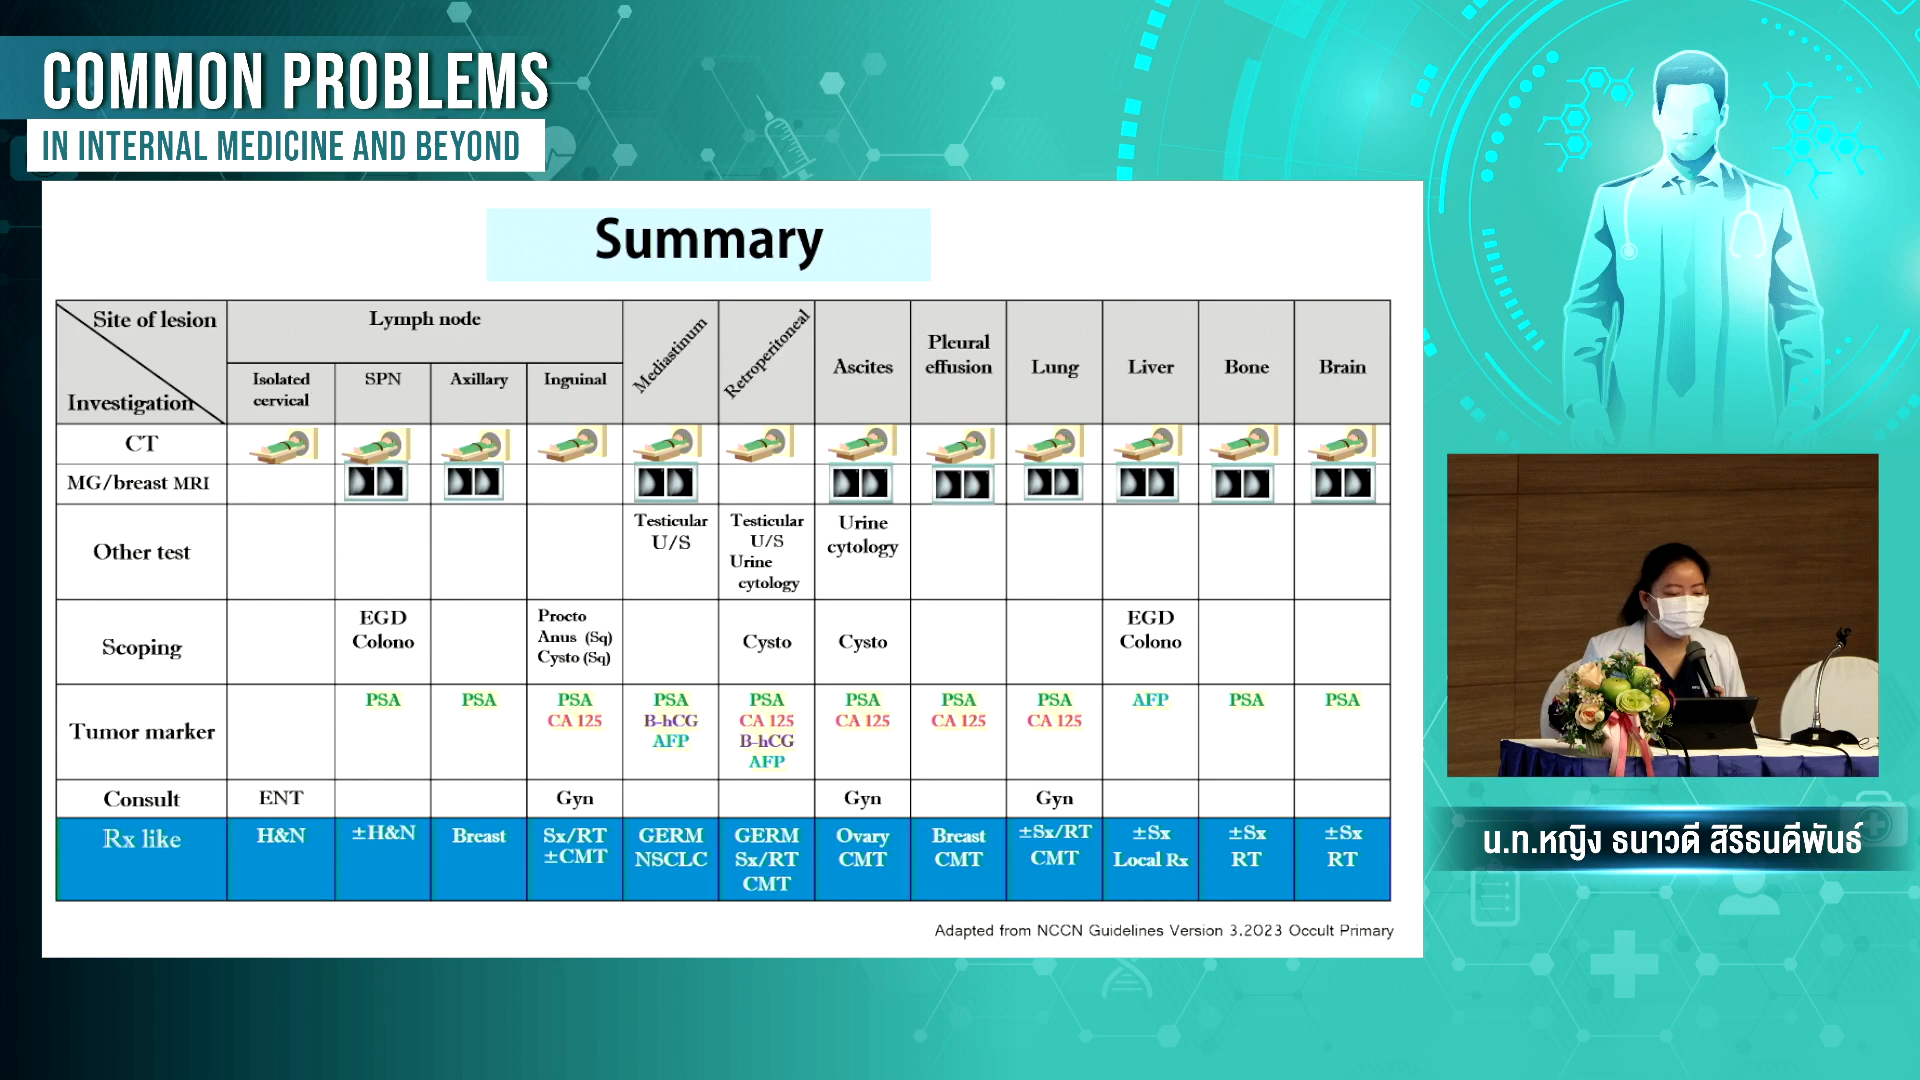 COMMON PROBLEMS
IN INTERNAL MEDICINE AND BEYOND
Summary
Site of lesion
Investigation
Lymph node
Isolated cervical
SPN
Axillary
Inguinal
Mediastinum
Retroperitoneal
Ascites
Pleural effusion
Lung
Liver
Bone
Brain
CT
MG/breast MRI
Other test
Testicular U/S
Testicular U/S Urine cytology
Urine cytology
Scoping
EGD Colono
Procto Anus (Sq) Cysto (Sq)
Cysto
Cysto
EGD Colono
Tumor marker
PSA
PSA
PSA CA 125
PSA B-hCG AFP
PSA CA 125 B-hCG AFP
PSA CA 125
PSA CA 125
PSA CA 125
AFP
PSA
PSA
Consult
ENT
Gyn
Gyn
Gyn
Rx like
H&N
±H&N
Breast
Sx/RT ±CMT
GERM NSCLC
GERM Sx/RT CMT
Ovary CMT
Breast CMT
±Sx/RT CMT
±Sx Local Rx
±Sx RT
±Sx RT
Adapted from NCCN Guidelines Version 3.2023 Occult Primary
น.ท.หญิง ธนาวดี สิริธนดีพันธ์